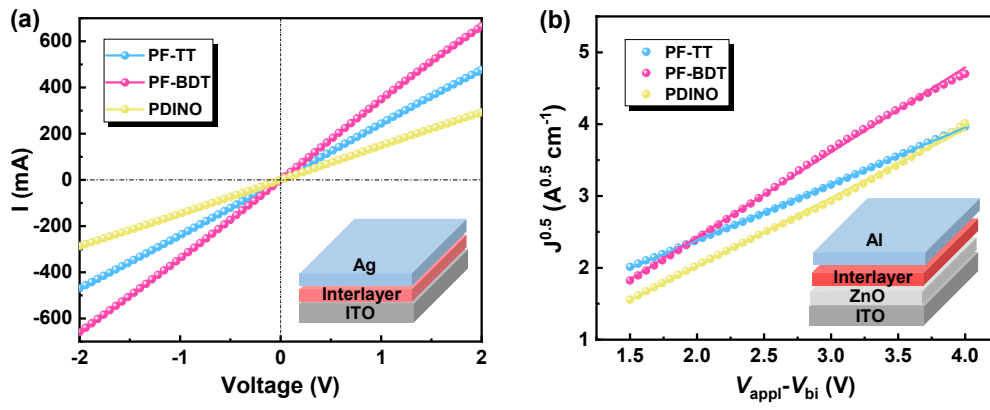 (a)
PF-TT
PF-BDT
PDINO
I (mA)
600
400
200
0
-200
-400
-600
-2
-1
0
1
2
Voltage (V)
Ag
Interlayer
ITO
(b)
PF-TT
PF-BDT
PDINO
J^0.5 (A^0.5 cm^-1)
5
4
3
2
1
1.5
2.0
2.5
3.0
3.5
4.0
V_appl-V_bi (V)
Al
Interlayer
ZnO
ITO